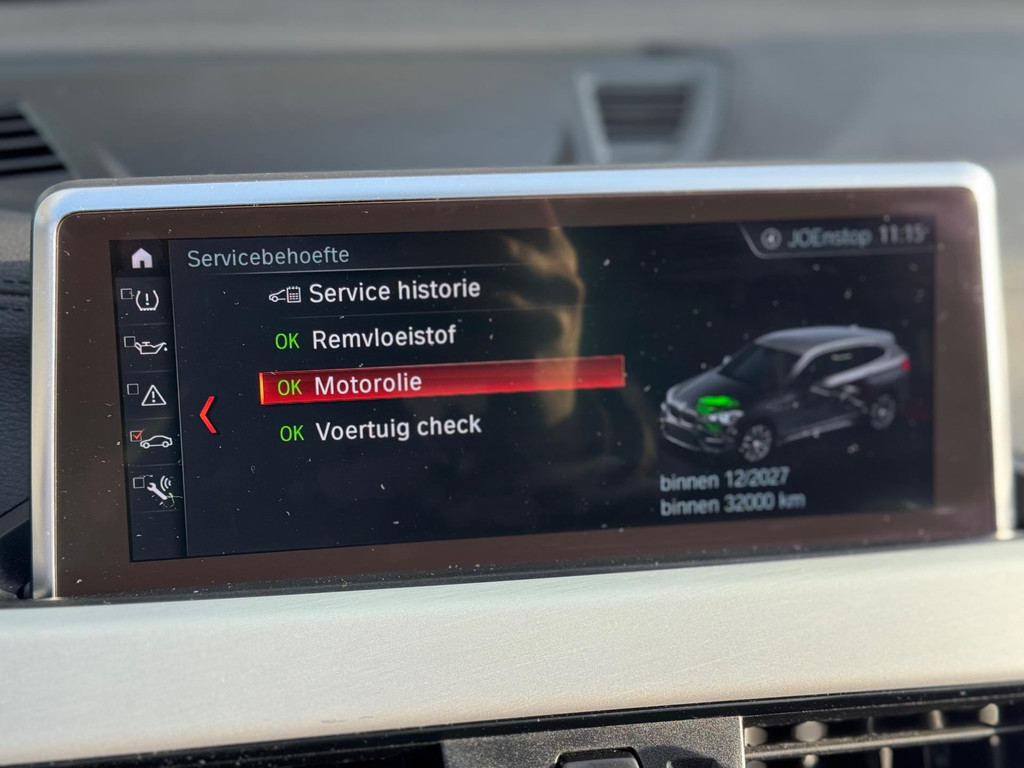 Servicebehoefte
JOEnstop 11:15
Service historie
OK Remvloeistof
OK Motorolie
OK Voertuig check
binnen 12/2027
binnen 32000 km